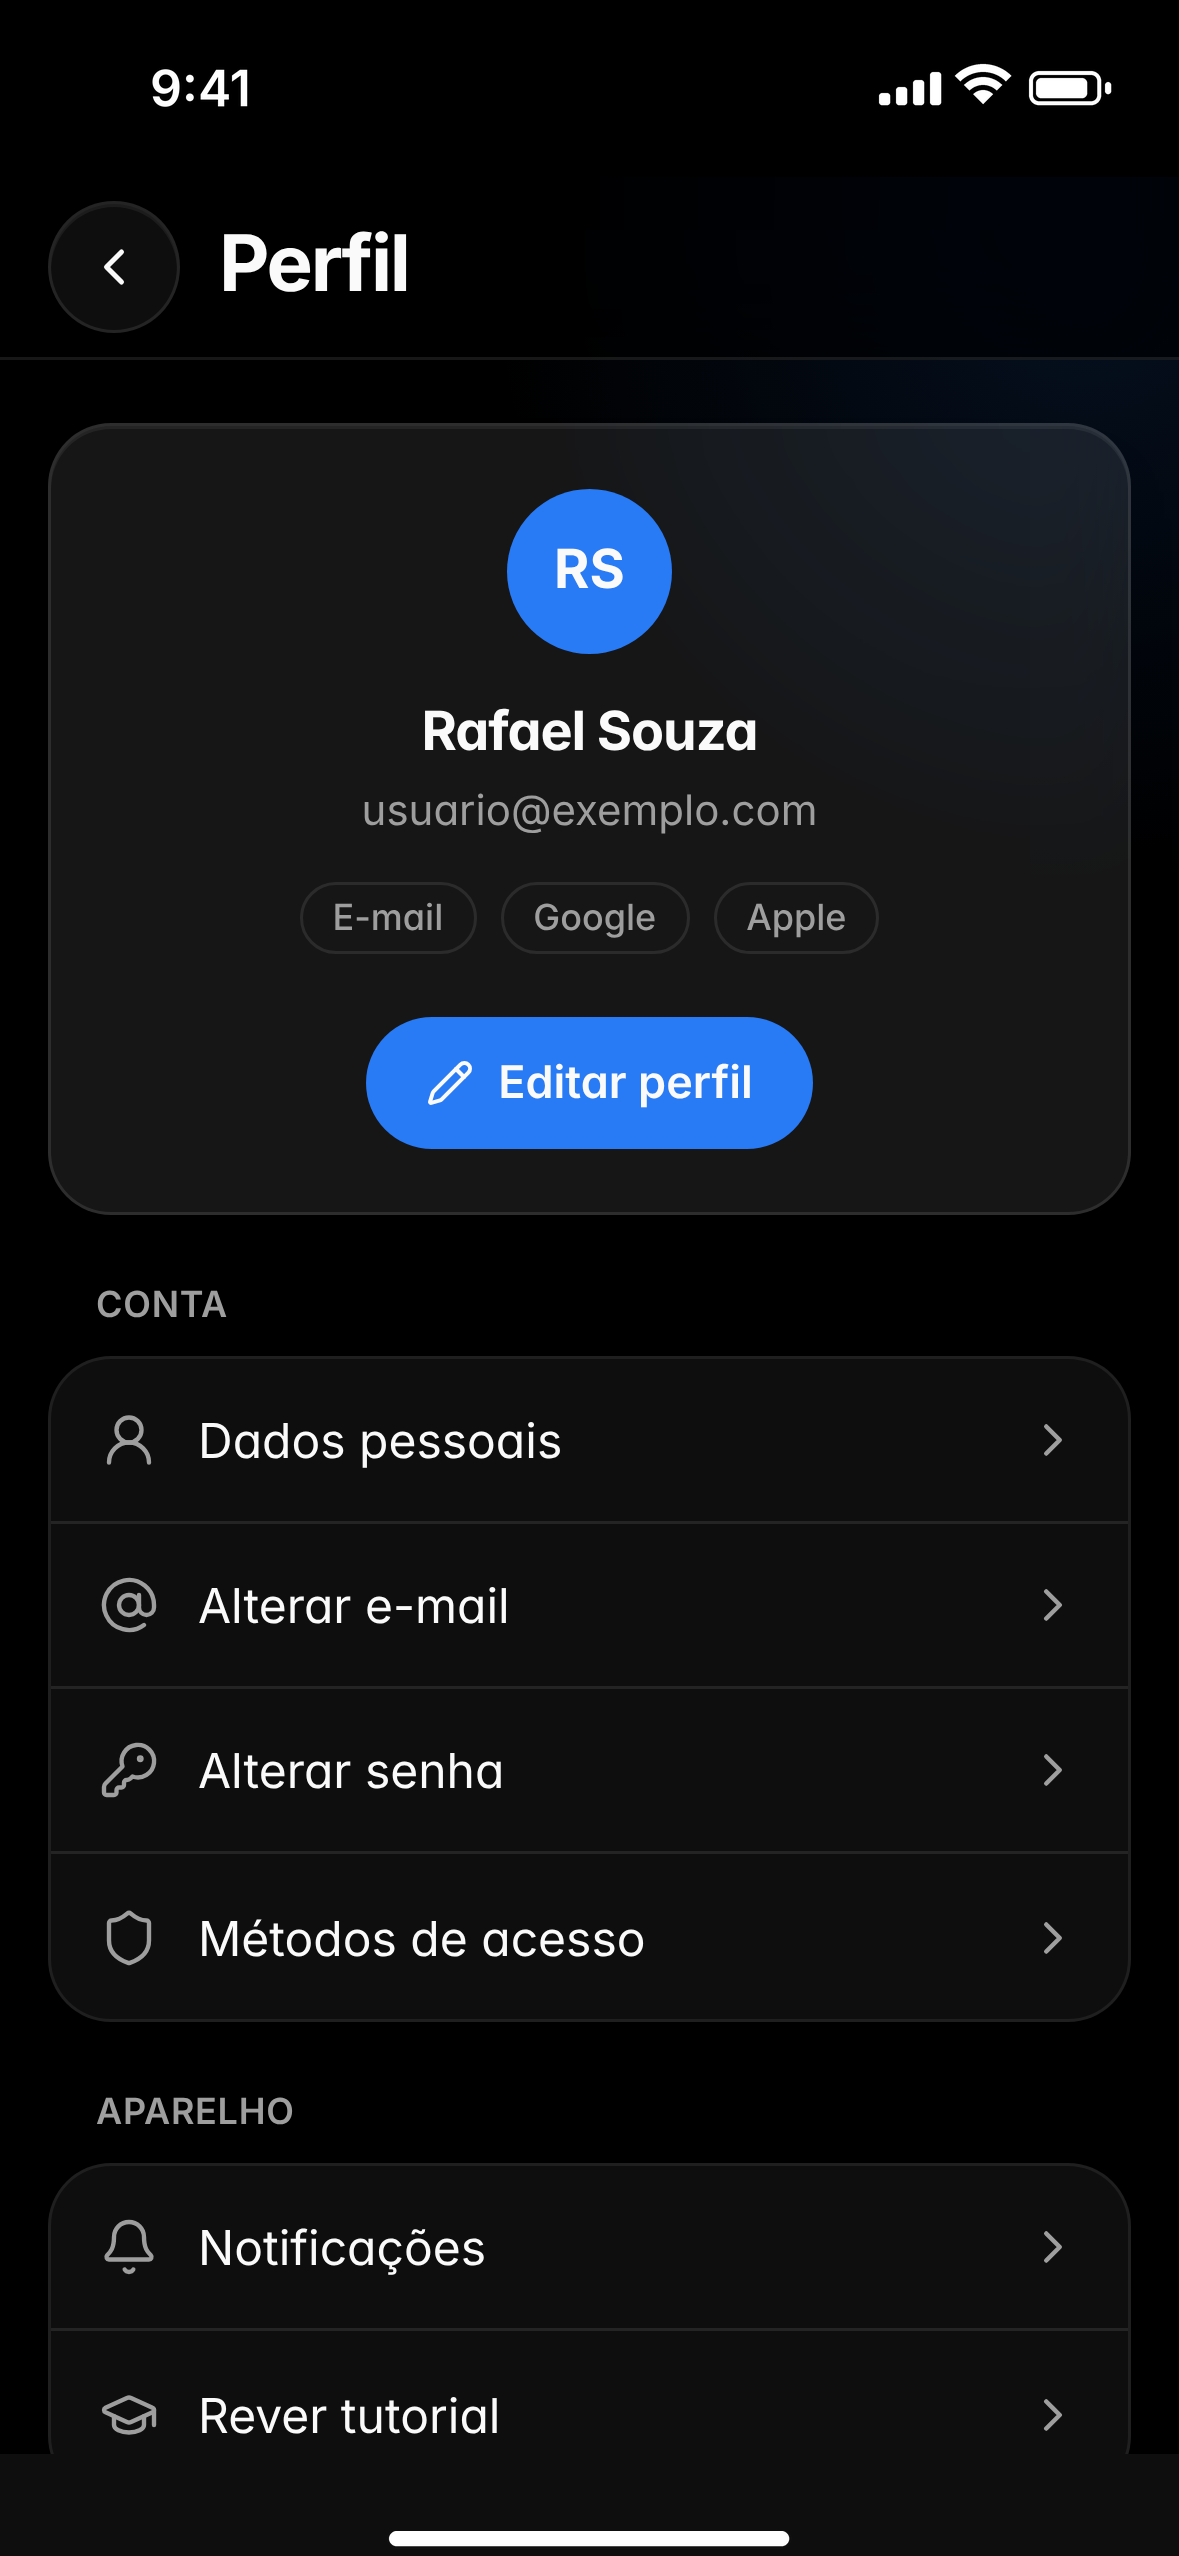 9:41
Perfil
RS
Rafael Souza
usuario@exemplo.com
E-mail Google Apple
Editar perfil
CONTA
Dados pessoais
Alterar e-mail
Alterar senha
Métodos de acesso
APARELHO
Notificações
Rever tutorial